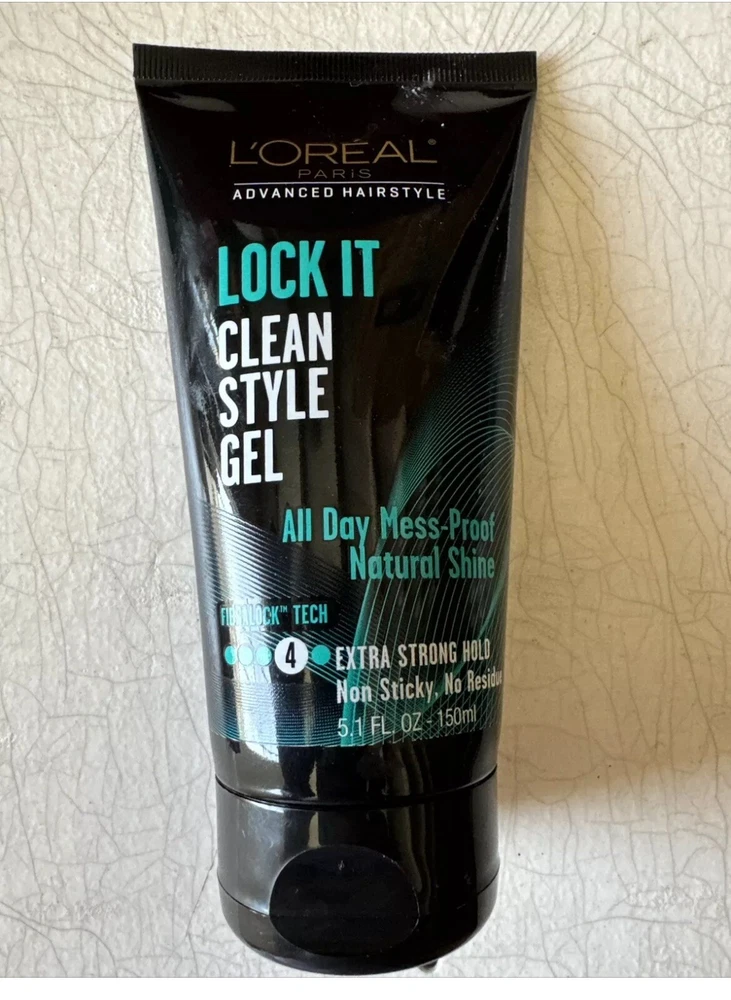 L'ORÉAL®
PARIS
ADVANCED HAIRSTYLE
LOCK IT
CLEAN
STYLE
GEL
All Day Mess-Proof
Natural Shine
FIBRALOCK™ TECH
4 EXTRA STRONG HOLD
Non Sticky, No Residue
5.1 FL. OZ - 150ml